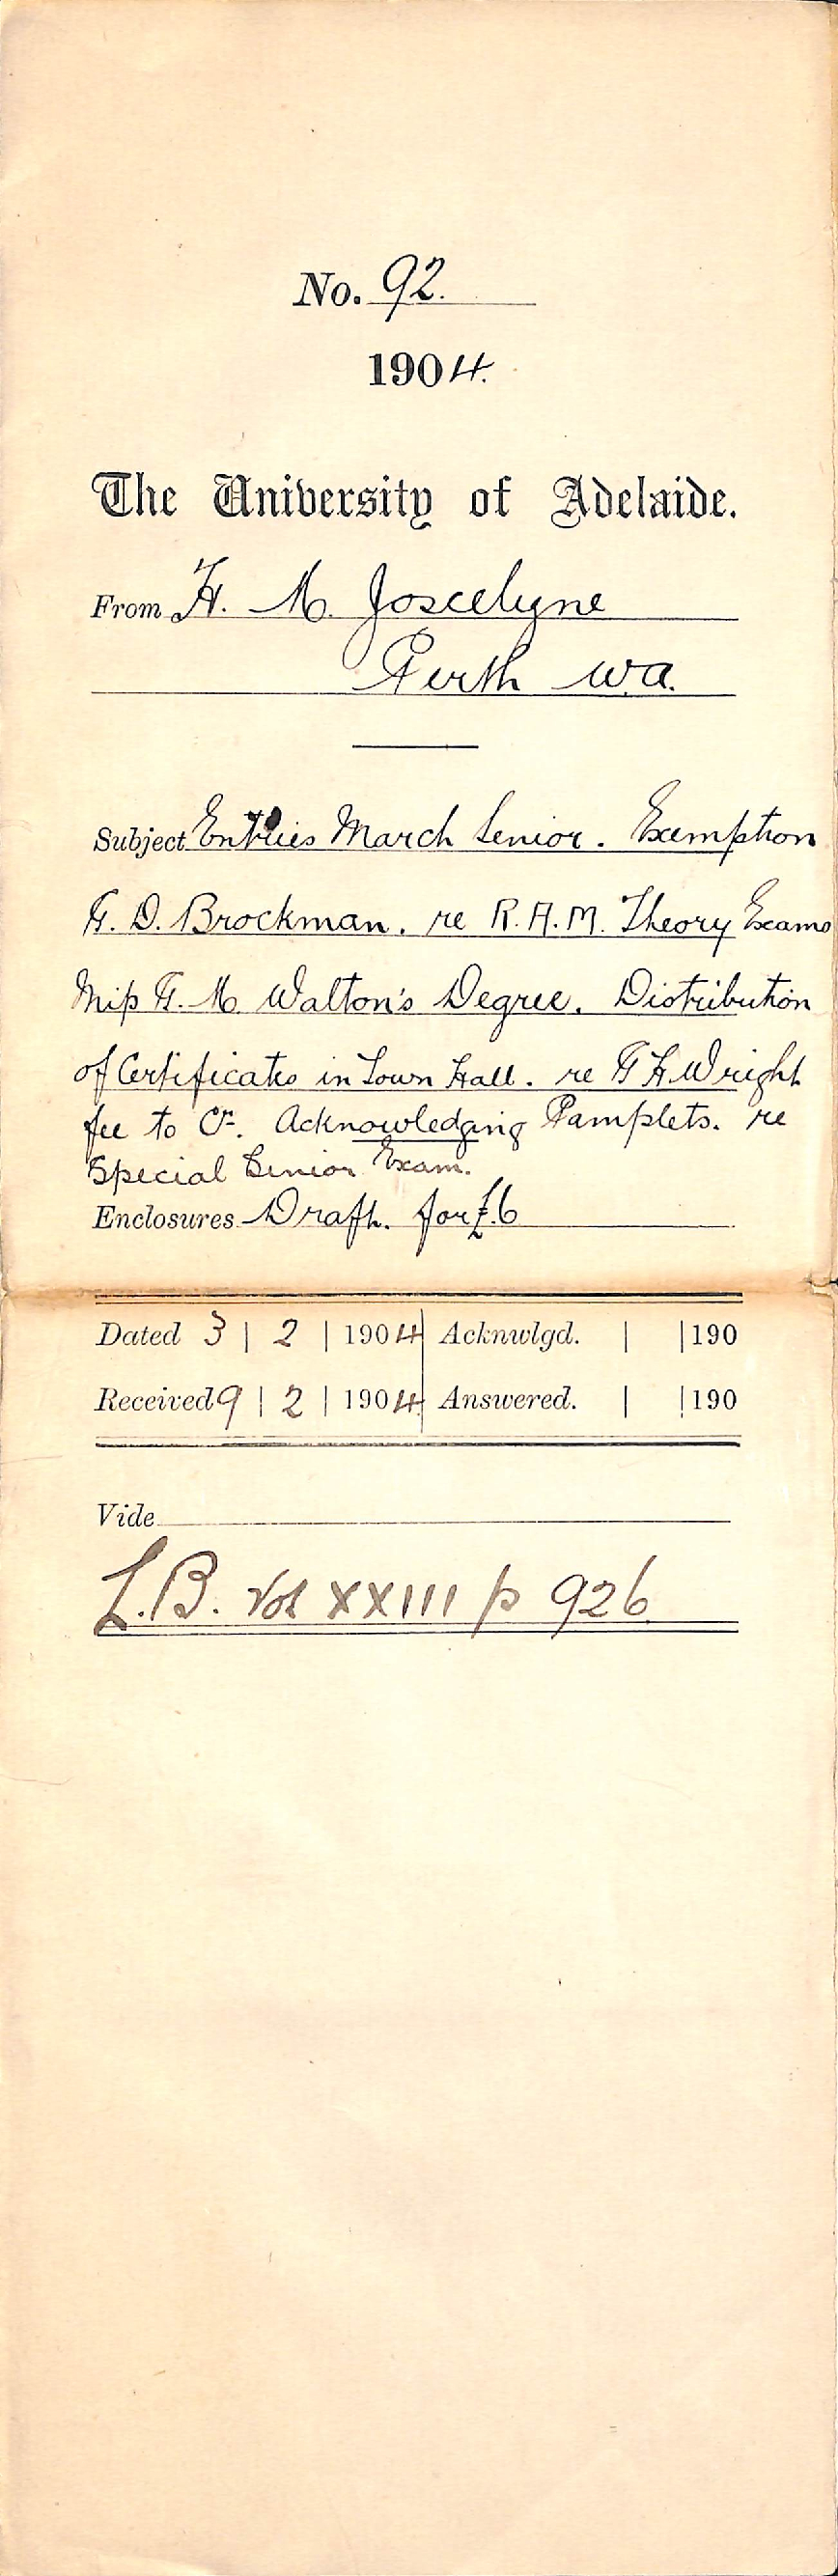 No. 92.
1904.
The University of Adelaide.
From H. M. Joscelyne
Perth W.A.
Subject Entries March Senior. Exemption
G. D. Brockman. re R.A.M. Theory Exams
Miss G. M. Walton's Degree. Distribution
of Certificates in Town Hall. re G H Wright
fee to Cr. Acknowledging Pamplets. re
Special Senior Exam.
Enclosures Draft. for £6
Dated 3 | 2 | 1904 Acknwlgd. | |190
Received 9 | 2 | 1904 Answered. | |190
Vide
L.B. Vol XXIII p 926